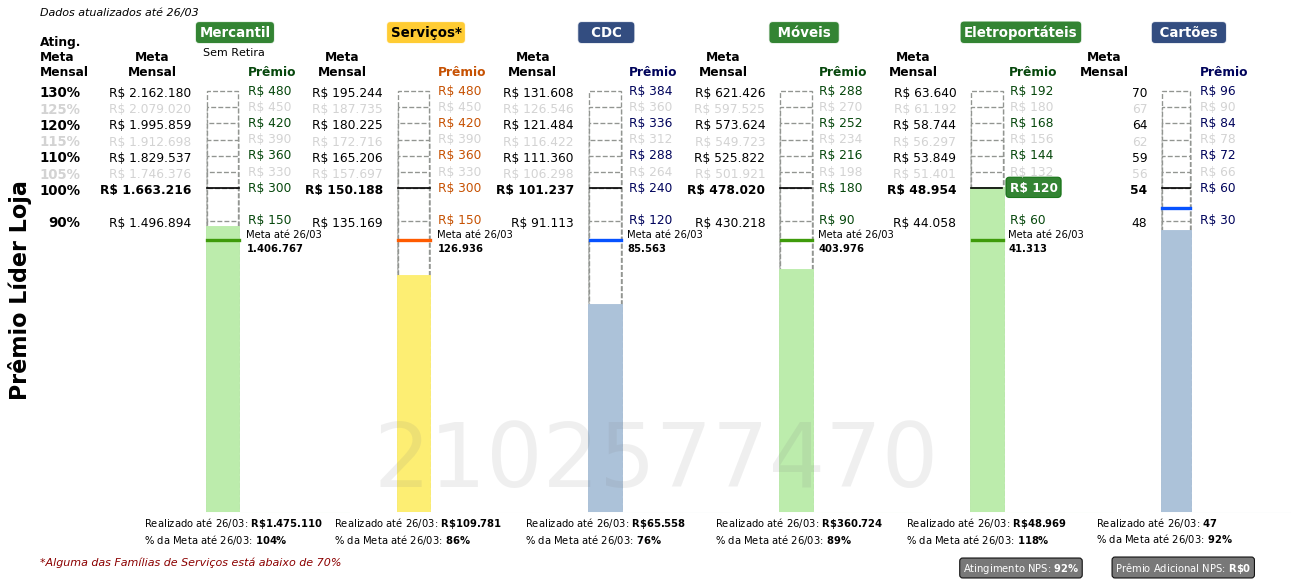 Dados atualizados até 26/03
Mercantil Serviços* CDC Móveis Eletroportáteis Cartões
Sem Retira
Ating. Meta Mensal Meta Mensal Prêmio Meta Mensal Prêmio Meta Mensal Prêmio Meta Mensal Prêmio Meta Mensal Prêmio Meta Mensal Prêmio
130% R$ 2.162.180 R$ 480 R$ 195.244 R$ 480 R$ 131.608 R$ 384 R$ 621.426 R$ 288 R$ 63.640 R$ 192 70 R$ 96
125% R$ 2.079.020 R$ 450 R$ 187.735 R$ 450 R$ 126.546 R$ 360 R$ 597.525 R$ 270 R$ 61.192 R$ 180 67 R$ 90
120% R$ 1.995.859 R$ 420 R$ 180.225 R$ 420 R$ 121.484 R$ 336 R$ 573.624 R$ 252 R$ 58.744 R$ 168 64 R$ 84
115% R$ 1.912.698 R$ 390 R$ 172.716 R$ 390 R$ 116.422 R$ 312 R$ 549.723 R$ 234 R$ 56.297 R$ 156 62 R$ 78
110% R$ 1.829.537 R$ 360 R$ 165.206 R$ 360 R$ 111.360 R$ 288 R$ 525.822 R$ 216 R$ 53.849 R$ 144 59 R$ 72
105% R$ 1.746.376 R$ 330 R$ 157.697 R$ 330 R$ 106.298 R$ 264 R$ 501.921 R$ 198 R$ 51.401 R$ 132 56 R$ 66
100% R$ 1.663.216 R$ 300 R$ 150.188 R$ 300 R$ 101.237 R$ 240 R$ 478.020 R$ 180 R$ 48.954 R$ 120 54 R$ 60
90% R$ 1.496.894 R$ 150 R$ 135.169 R$ 150 R$ 91.113 R$ 120 R$ 430.218 R$ 90 R$ 44.058 R$ 60 48 R$ 30
Meta até 26/03 Meta até 26/03 Meta até 26/03 Meta até 26/03 Meta até 26/03
1.406.767 126.936 85.563 403.976 41.313
Prêmio Líder Loja
2102577470
Realizado até 26/03: R$1.475.110 Realizado até 26/03: R$109.781 Realizado até 26/03: R$65.558 Realizado até 26/03: R$360.724 Realizado até 26/03: R$48.969 Realizado até 26/03: 47
% da Meta até 26/03: 104% % da Meta até 26/03: 86% % da Meta até 26/03: 76% % da Meta até 26/03: 89% % da Meta até 26/03: 118% % da Meta até 26/03: 92%
*Alguma das Famílias de Serviços está abaixo de 70%
Atingimento NPS: 92% Prêmio Adicional NPS: R$0